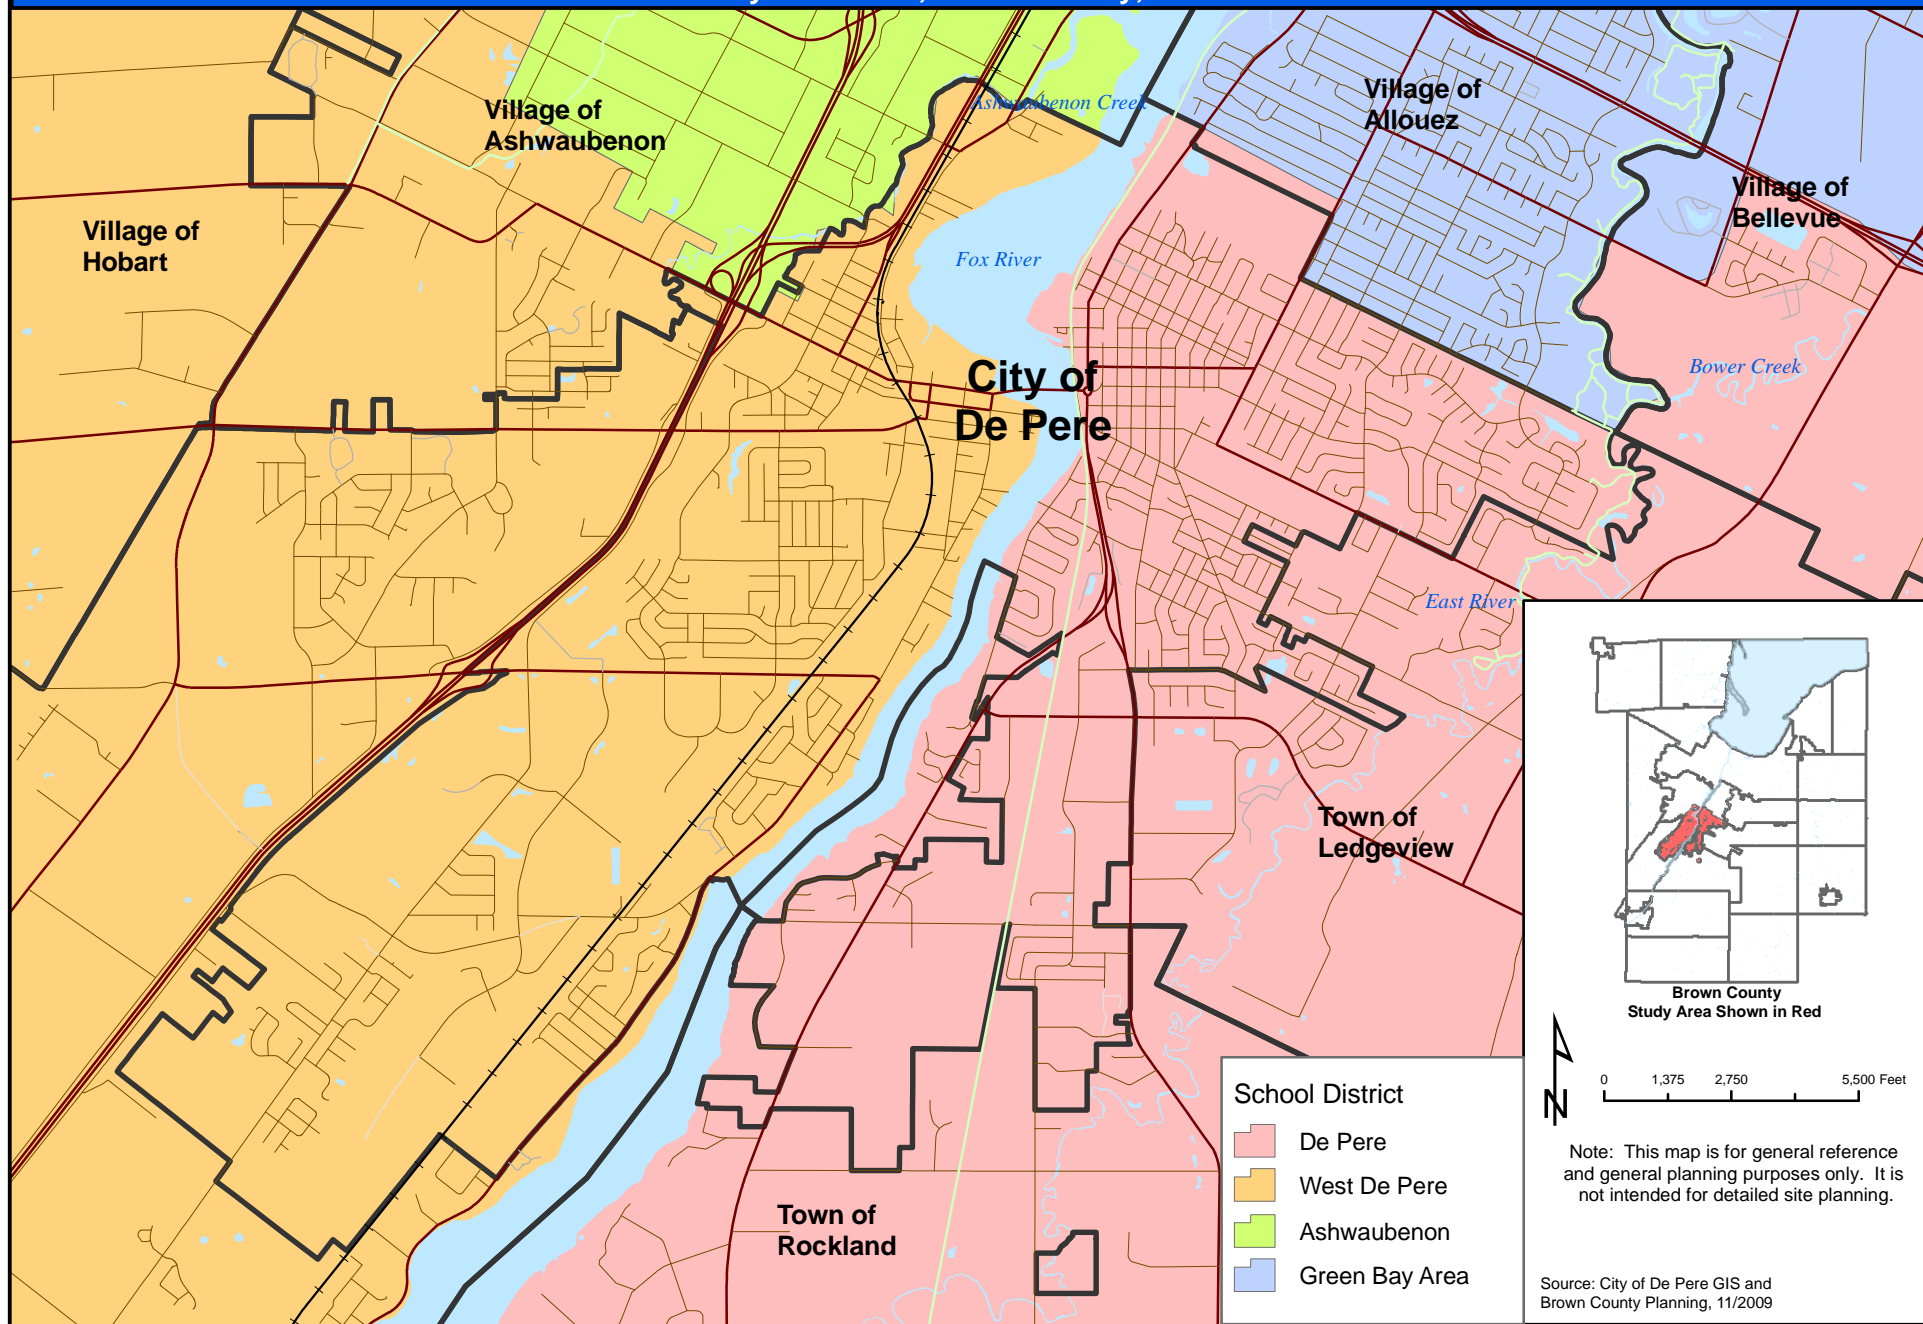 Village of
Ashwaubenon
Ashwaubenon Creek
Village of
Allouez
Village of
Bellevue
Village of
Hobart
Fox River
City of
De Pere
Bower Creek
East River
Town of
Ledgeview
Town of
Rockland
Brown County
Study Area Shown in Red
N
0 1,375 2,750 5,500 Feet
Note: This map is for general reference
and general planning purposes only. It is
not intended for detailed site planning.
Source: City of De Pere GIS and
Brown County Planning, 11/2009
School District
De Pere
West De Pere
Ashwaubenon
Green Bay Area